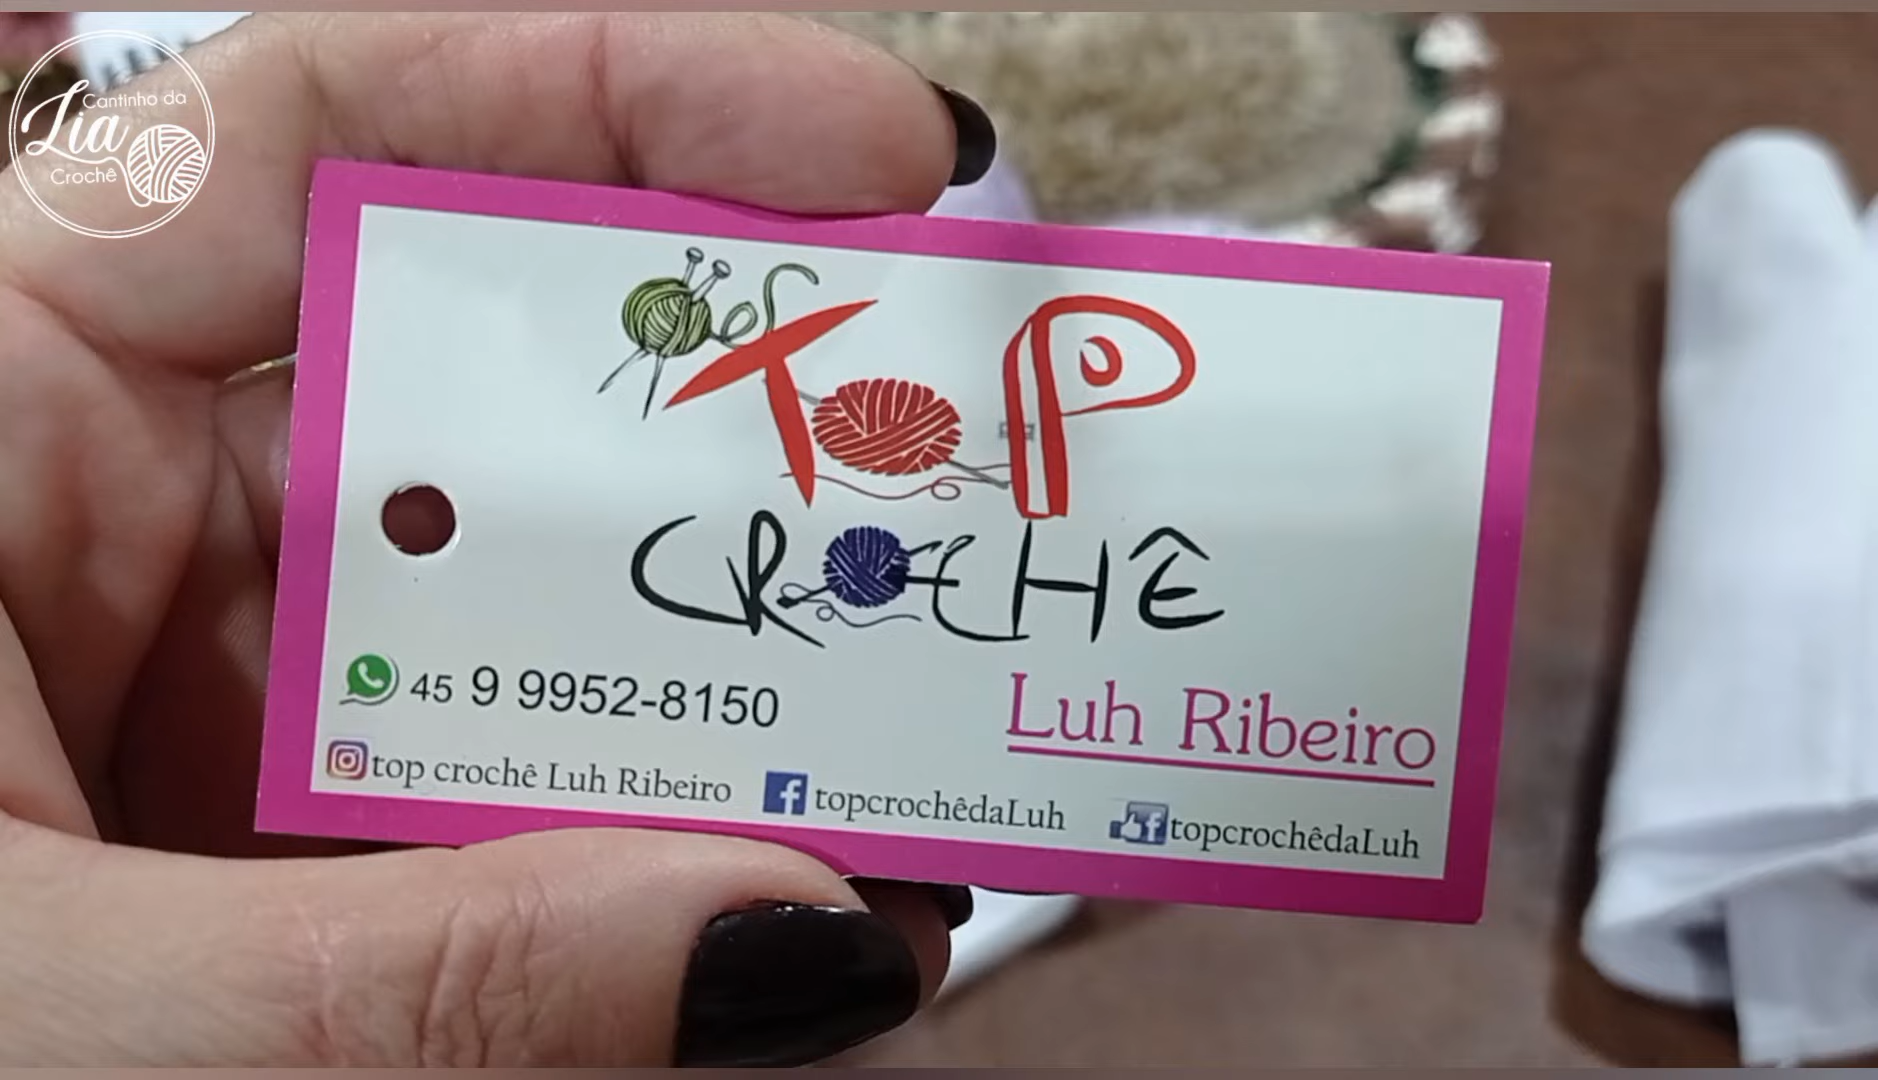 Cantinho da
Lia
Crochê
TOP
CROCHÊ
45 9 9952-8150
Luh Ribeiro
top crochê Luh Ribeiro
topcrochêdaLuh
topcrochêdaLuh